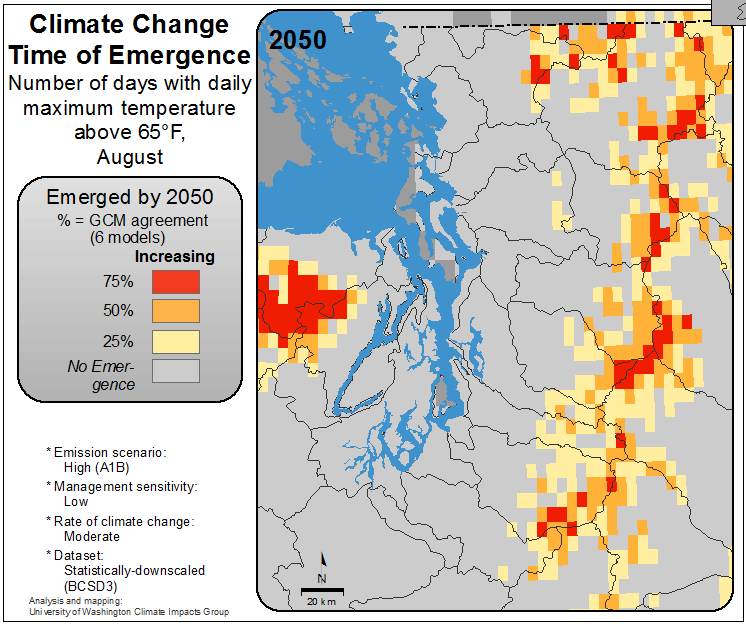 Climate Change
Time of Emergence
Number of days with daily
maximum temperature
above 65°F,
August
Emerged by 2050
% = GCM agreement
(6 models)
Increasing
75%
50%
25%
No Emer-
gence
* Emission scenario:
High (A1B)
* Management sensitivity:
Low
* Rate of climate change:
Moderate
* Dataset:
Statistically-downscaled
(BCSD3)
Analysis and mapping:
University of Washington Climate Impacts Group
2050
N
20 km